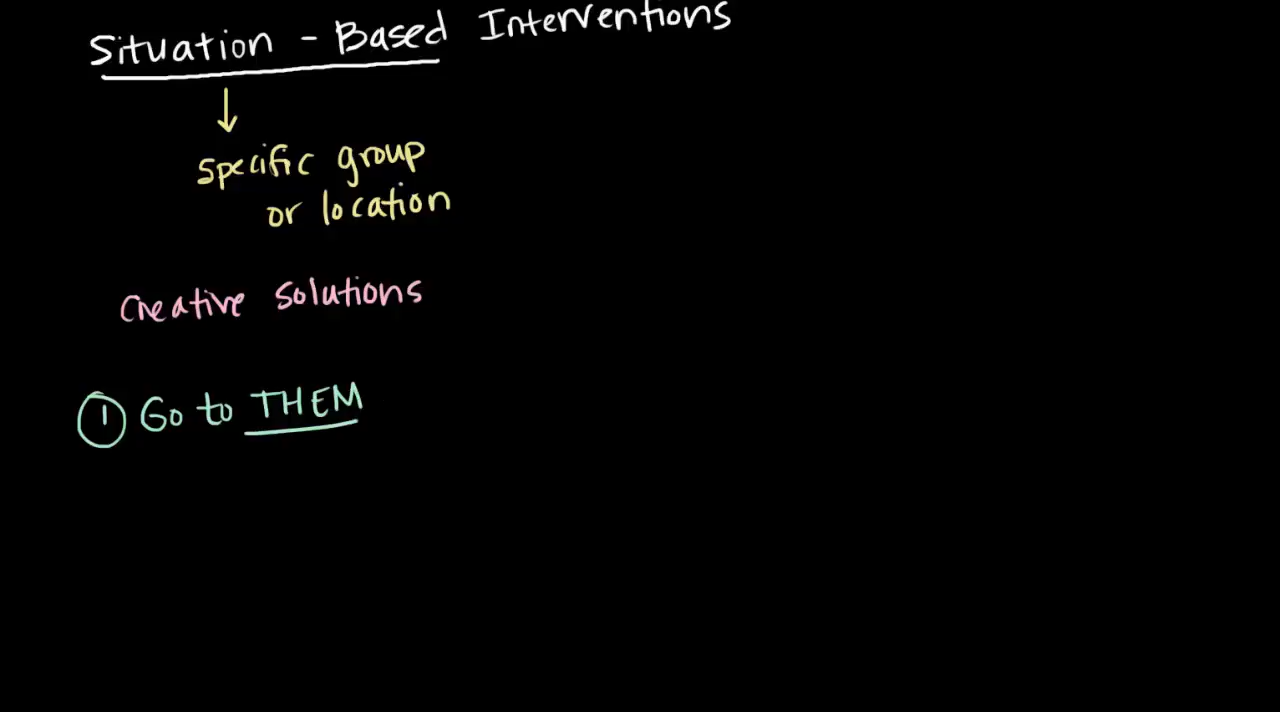 Situation - Based Interventions
specific group
or location
creative solutions
① Go to THEM